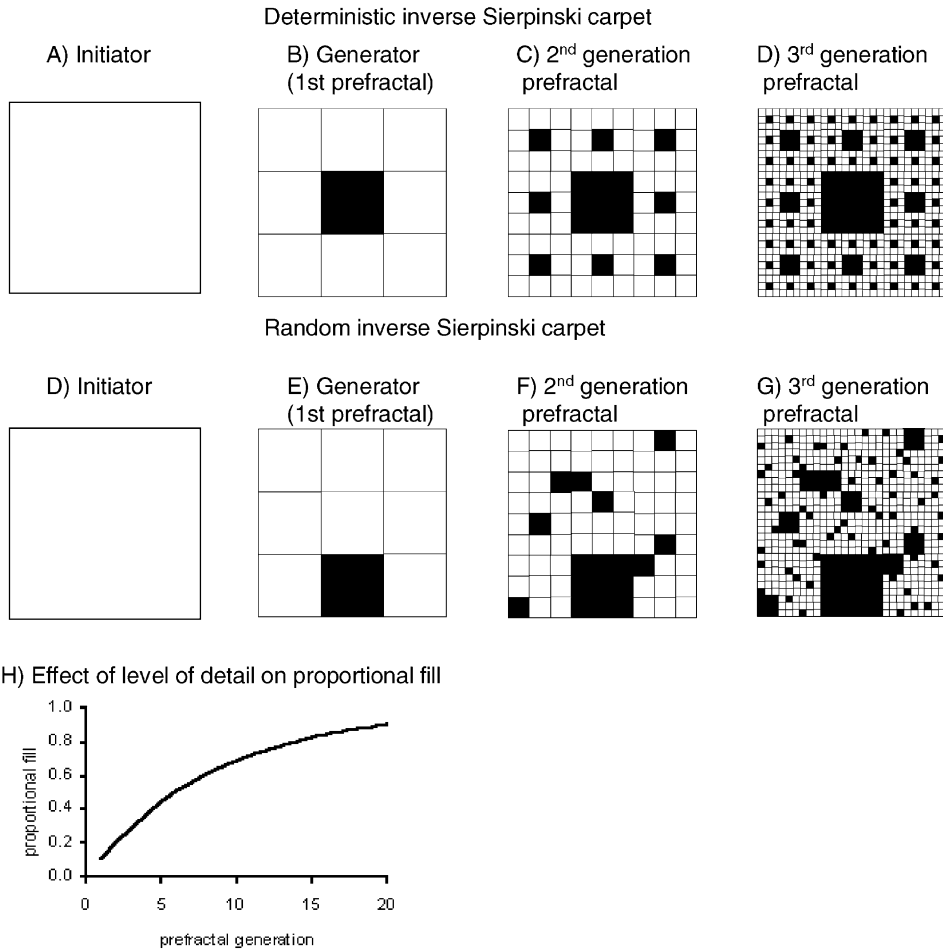 Deterministic inverse Sierpinski carpet
A) Initiator
B) Generator
(1st prefractal)
C) 2nd generation
prefractal
D) 3rd generation
prefractal
Random inverse Sierpinski carpet
D) Initiator
E) Generator
(1st prefractal)
F) 2nd generation
prefractal
G) 3rd generation
prefractal
H) Effect of level of detail on proportional fill
proportional fill
1.0
0.8
0.6
0.4
0.2
0.0
0 5 10 15 20
prefractal generation